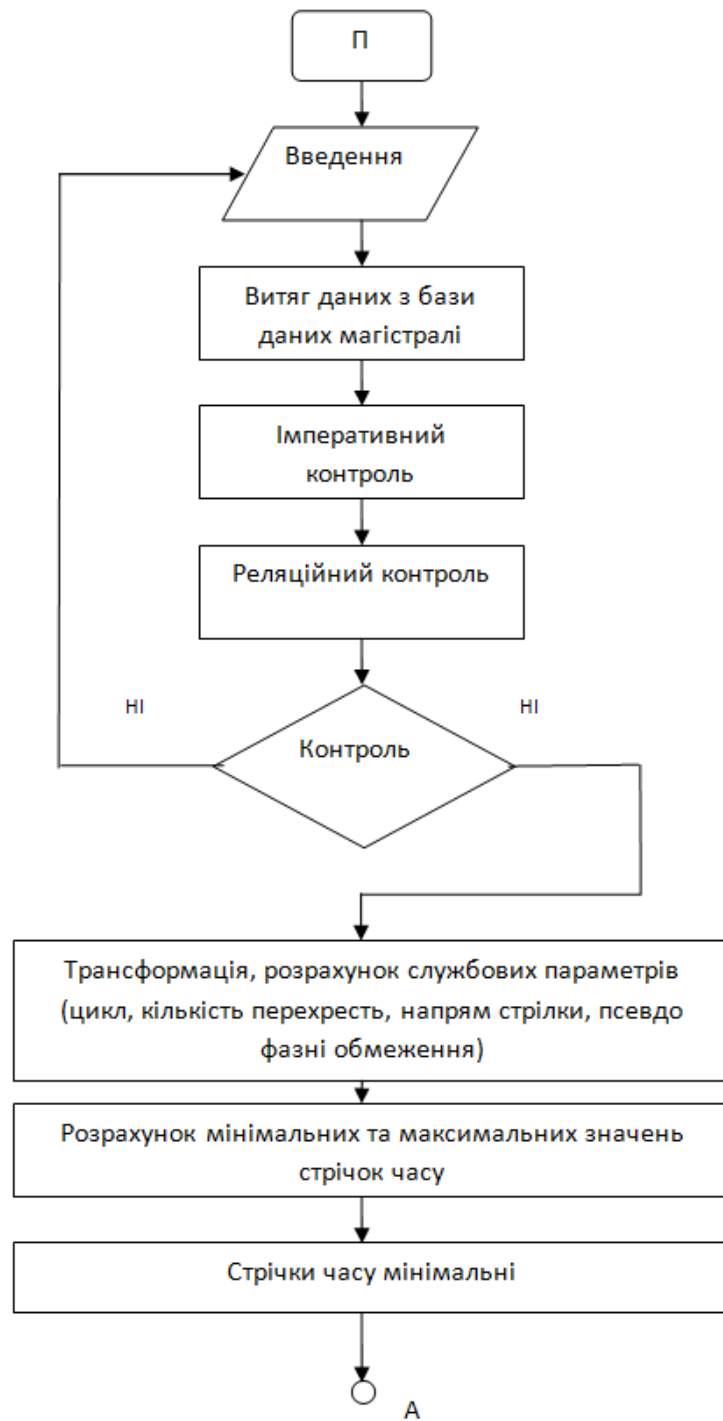 П
Введення
Витяг даних з бази
даних магістралі
Імперативний
контроль
Реляційний контроль
НІ
НІ
Контроль
Трансформація, розрахунок службових параметрів
(цикл, кількість перехресть, напрям стрілки, псевдо
фазні обмеження)
Розрахунок мінімальних та максимальних значень
стрічок часу
Стрічки часу мінімальні
А